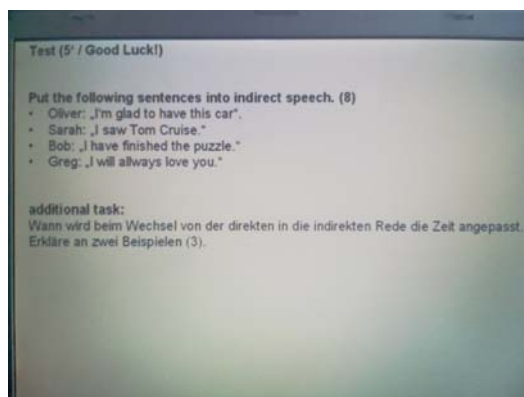 Test (5' / Good Luck!)
Put the following sentences into indirect speech. (8)
• Oliver: „I'm glad to have this car“.
• Sarah: „I saw Tom Cruise.“
• Bob: „I have finished the puzzle.“
• Greg: „I will allways love you.“
additional task:
Wann wird beim Wechsel von der direkten in die indirekten Rede die Zeit angepasst.
Erkläre an zwei Beispielen (3).